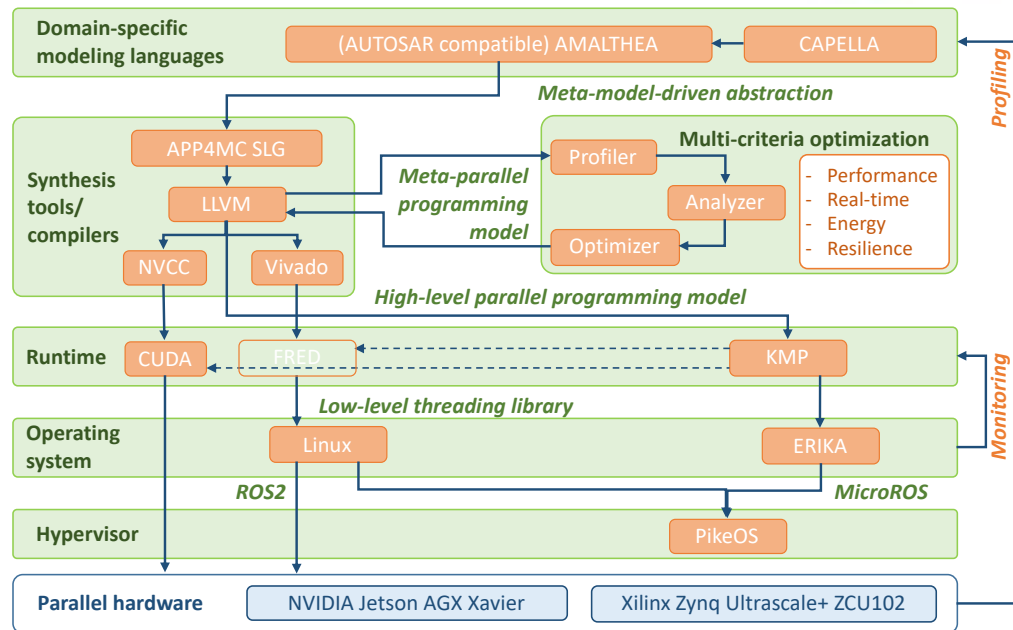 Domain-specific
modeling languages
(AUTOSAR compatible) AMALTHEA
CAPELLA
Profiling
Meta-model-driven abstraction
Synthesis
tools/
compilers
APP4MC SLG
LLVM
NVCC
Vivado
Meta-parallel
programming
model
Multi-criteria optimization
Profiler
Analyzer
Optimizer
- Performance
- Real-time
- Energy
- Resilience
High-level parallel programming model
Runtime
CUDA
FRED
KMP
Monitoring
Low-level threading library
Operating
system
Linux
ERIKA
ROS2
MicroROS
Hypervisor
PikeOS
Parallel hardware
NVIDIA Jetson AGX Xavier
Xilinx Zynq Ultrascale+ ZCU102